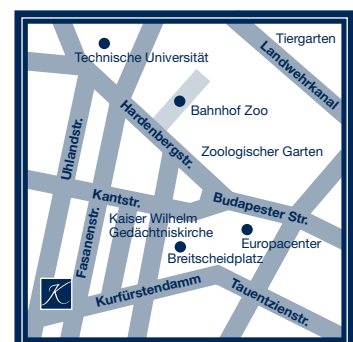 Tiergarten
Landwehrkanal
Technische Universität
Bahnhof Zoo
Hardenbergstr.
Zoologischer Garten
Uhlandstr.
Kantstr.
Budapester Str.
Fasanenstr.
Kaiser Wilhelm
Gedächtniskirche
Europacenter
Breitscheidplatz
K
Kurfürstendamm
Tauentzienstr.